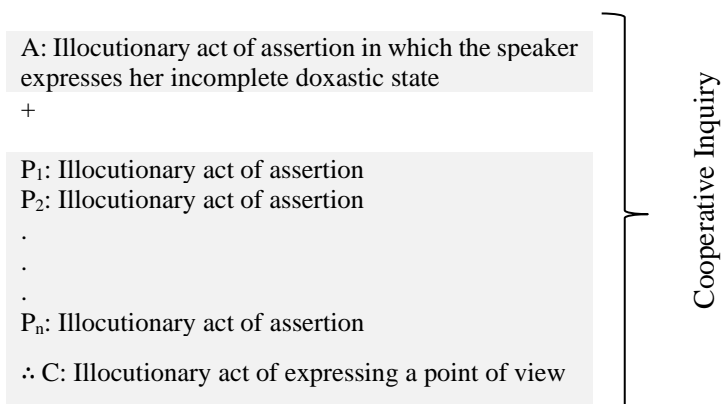 A: Illocutionary act of assertion in which the speaker
expresses her incomplete doxastic state
+
P₁: Illocutionary act of assertion
P₂: Illocutionary act of assertion
.
.
.
Pₙ: Illocutionary act of assertion
∴ C: Illocutionary act of expressing a point of view
Cooperative Inquiry